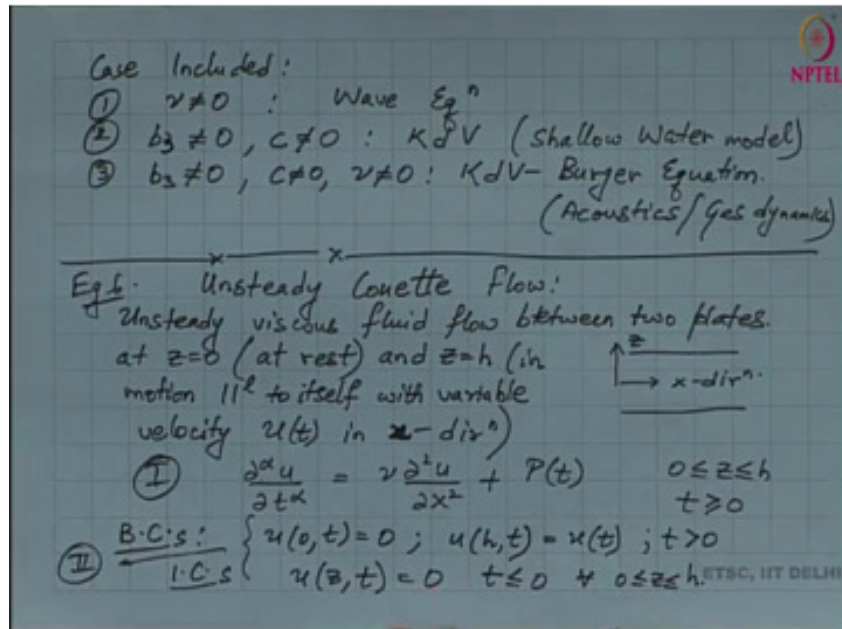 NPTEL
Case Included:
① ν≠0 : Wave Eqⁿ
② b₃ ≠0, c≠0 : KdV (Shallow Water model)
③ b₃ ≠0, c≠0, ν≠0 : KdV- Burger Equation.
(Acoustics/Gas dynamics)
Eg 6. Unsteady Couette Flow:
Unsteady viscous fluid flow between two plates.
at z=0 (at rest) and z=h (in
motion 11ˡ to itself with variable
velocity u(t) in x-dirⁿ)
z
→ x-dirⁿ.
Ⓘ ∂ᵅu/∂tᵅ = ν ∂²u/∂x² + P(t) 0≤z≤h
t≥0
Ⓘⓘ B.C.s: { u(0,t)=0 ; u(h,t)=u(t) ; t>0
I.C.s { u(z,t)=0 t≤0 ∀ 0≤z≤h.
ETSC, IIT DELHI